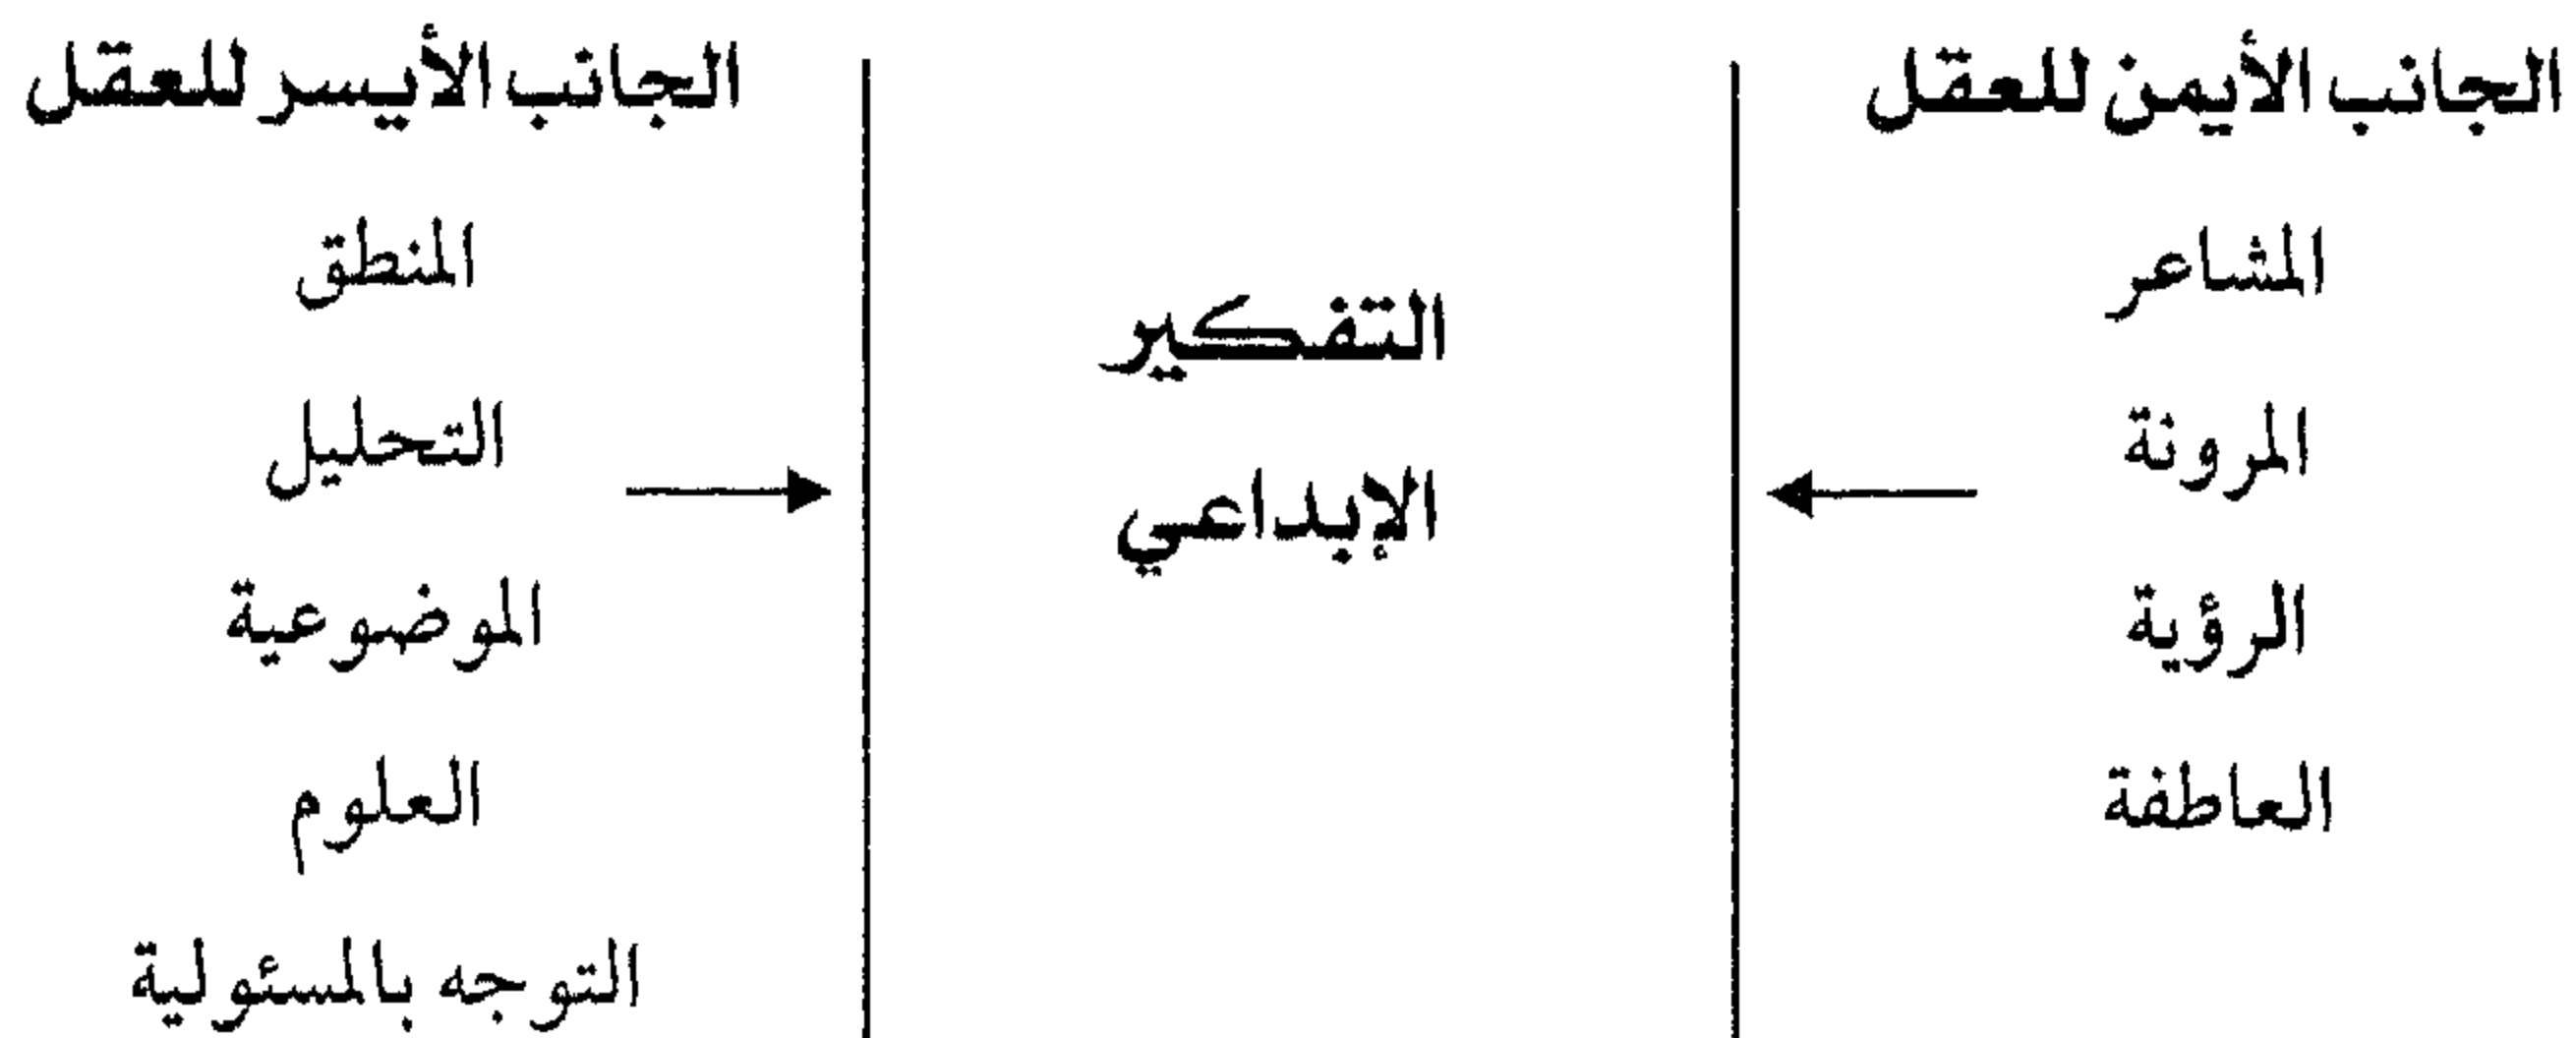 الجانب الأيمن للعقل
المشاعر
المرونة
الرؤية
العاطفة
التفكير
الإبداعي
الجانب الأيسر للعقل
المنطق
التحليل
الموضوعية
العلوم
التوجه بالمسئولية